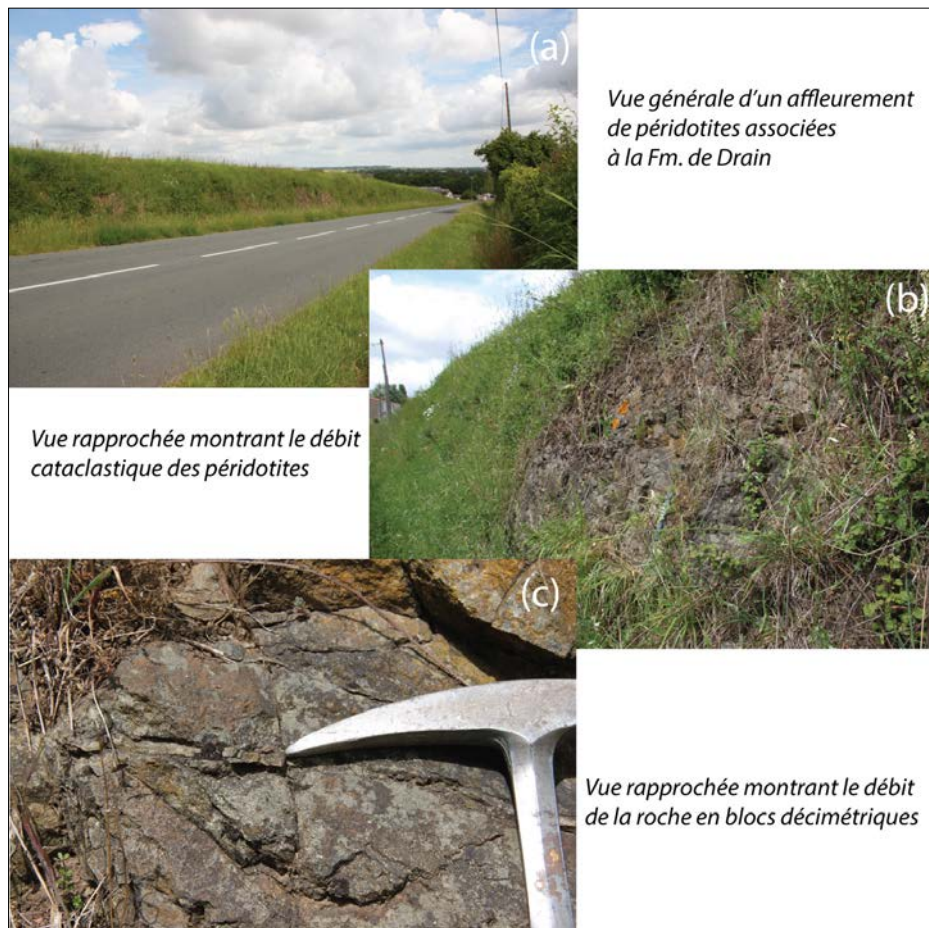 (a)
Vue générale d'un affleurement
de péridotites associées
à la Fm. de Drain
(b)
Vue rapprochée montrant le débit
cataclastique des péridotites
(c)
Vue rapprochée montrant le débit
de la roche en blocs décimétriques